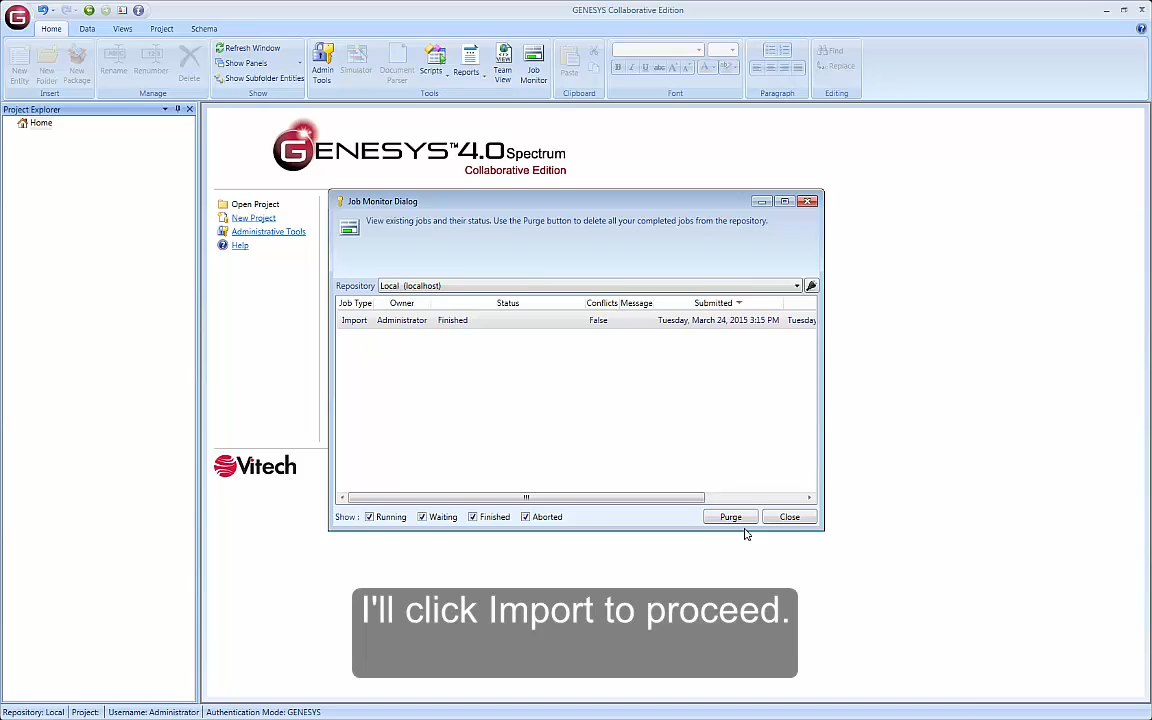 GENESYS Collaborative Edition
Home Data Views Project Schema
New Entity
New Folder
New Package
Rename
Renumber
Delete
Refresh Window
Show Panels
Show Subfolder Entities
Admin Tools
Simulator
Document Parser
Scripts
Reports
Team View
Job Monitor
Paste
Find
Replace
Insert Manage Show Tools Clipboard Font Paragraph Editing
Project Explorer
Home
GENESYS™4.0 Spectrum
Collaborative Edition
Open Project
New Project
Administrative Tools
Help
Vitech
Job Monitor Dialog
View existing jobs and their status. Use the Purge button to delete all your completed jobs from the repository.
Repository Local (localhost)
Job Type Owner Status Conflicts Message Submitted
Import Administrator Finished False Tuesday, March 24, 2015 3:15 PM Tuesday
Show : Running Waiting Finished Aborted Purge Close
I'll click Import to proceed.
Repository: Local Project: Username: Administrator Authentication Mode: GENESYS